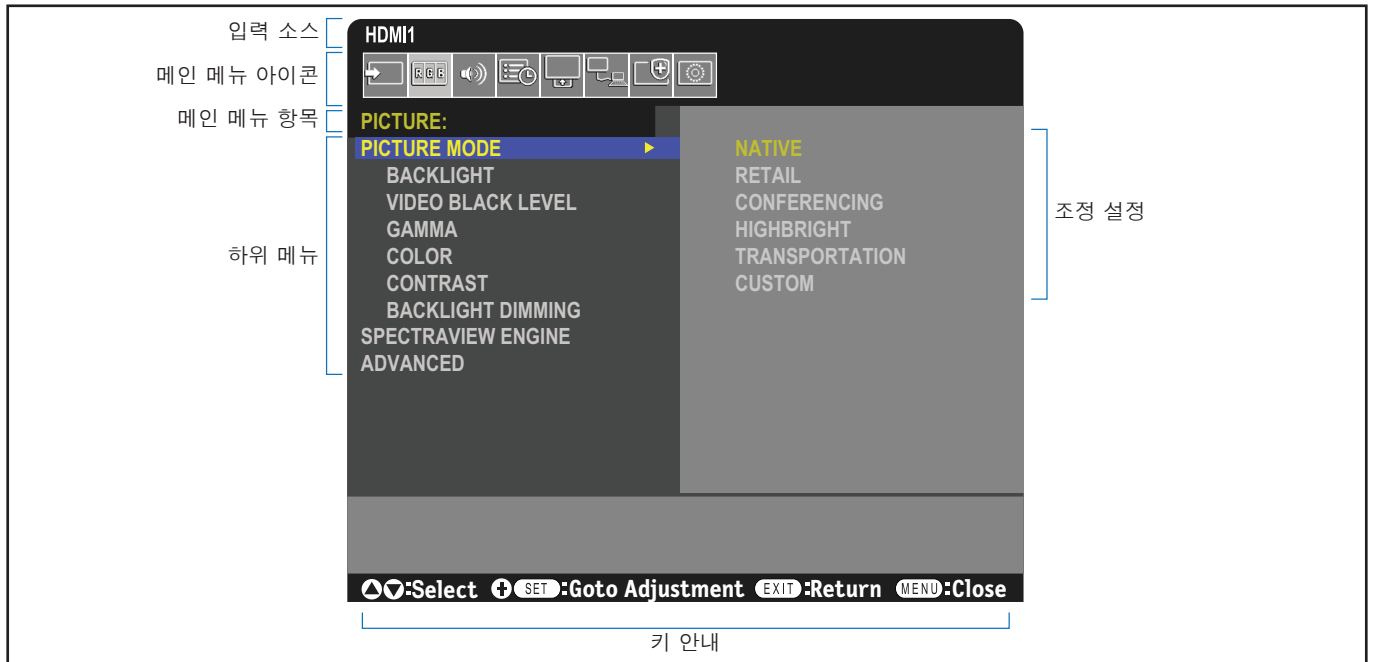 입력 소스
HDMI1
메인 메뉴 아이콘
RGB
메인 메뉴 항목
PICTURE:
하위 메뉴
PICTURE MODE
BACKLIGHT
VIDEO BLACK LEVEL
GAMMA
COLOR
CONTRAST
BACKLIGHT DIMMING
SPECTRAVIEW ENGINE
ADVANCED
NATIVE
RETAIL
CONFERENCING
HIGHBRIGHT
TRANSPORTATION
CUSTOM
조정 설정
:Select SET:Goto Adjustment EXIT:Return MENU:Close
키 안내